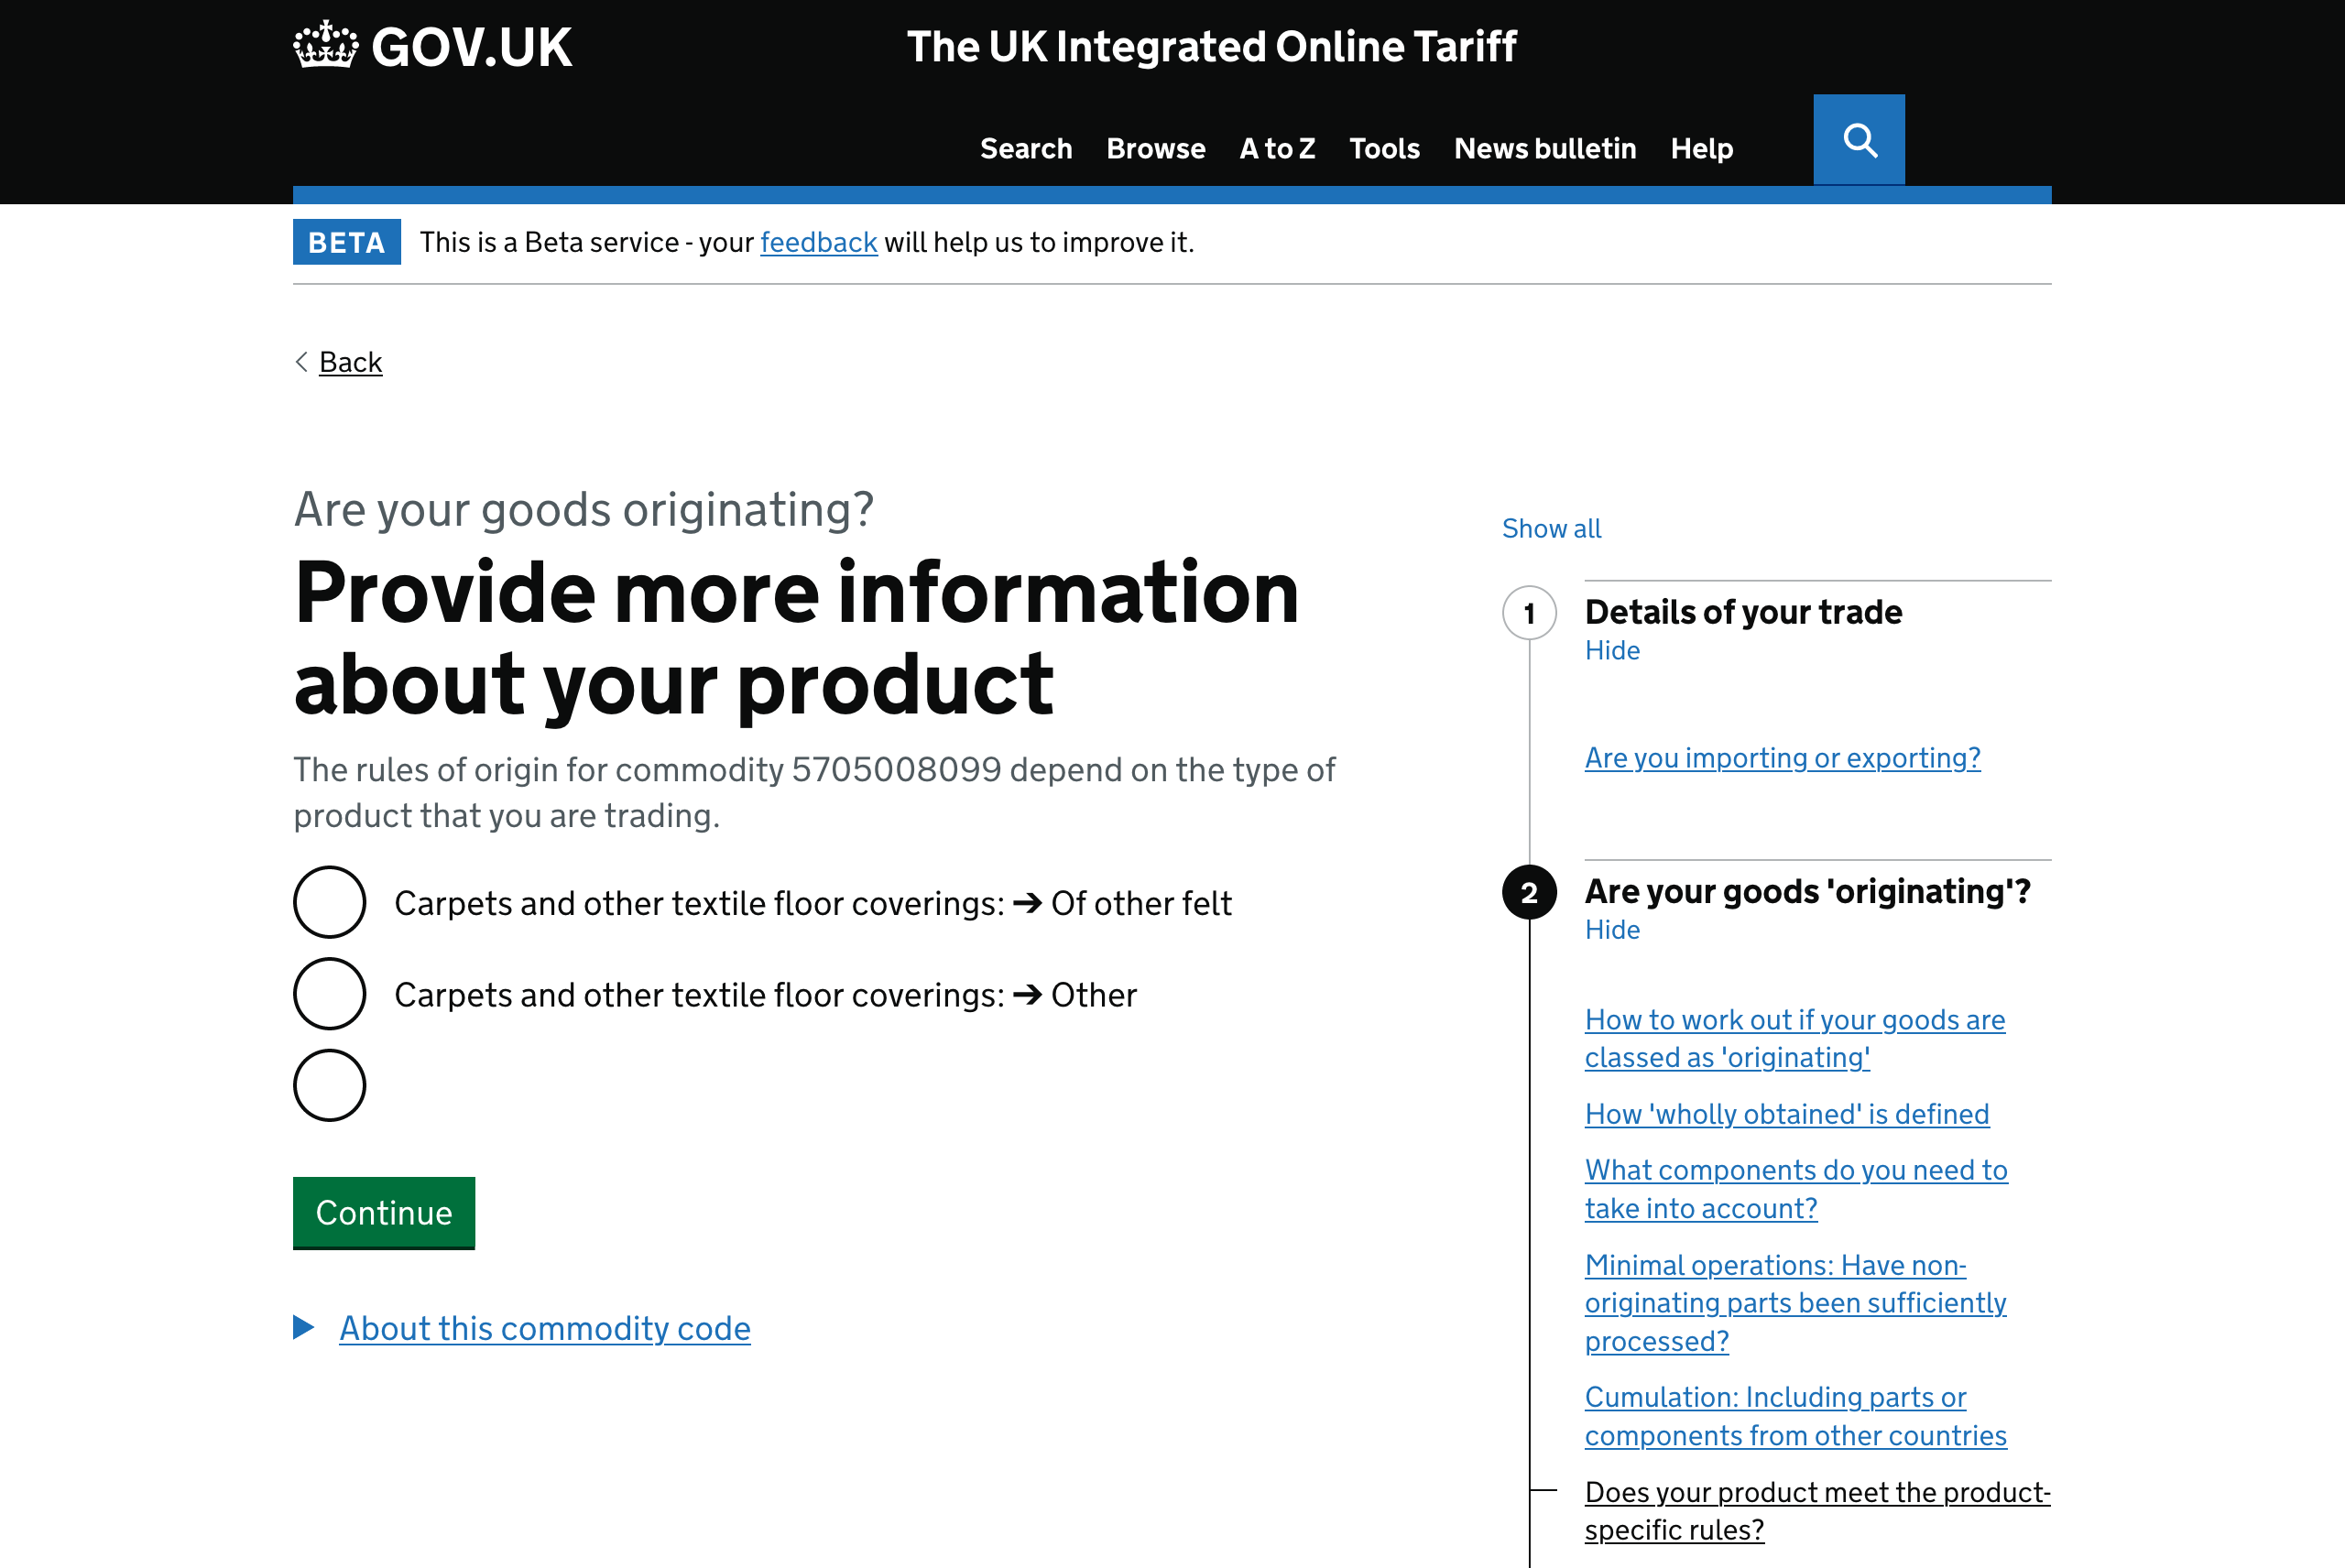 GOV.UK
The UK Integrated Online Tariff
Search Browse A to Z Tools News bulletin Help
BETA This is a Beta service - your feedback will help us to improve it.
Back
Are your goods originating?
Provide more information
about your product
The rules of origin for commodity 5705008099 depend on the type of
product that you are trading.
Carpets and other textile floor coverings: ➔ Of other felt
Carpets and other textile floor coverings: ➔ Other
Continue
About this commodity code
Show all
1 Details of your trade
Hide
Are you importing or exporting?
2 Are your goods 'originating'?
Hide
How to work out if your goods are
classed as 'originating'
How 'wholly obtained' is defined
What components do you need to
take into account?
Minimal operations: Have non-
originating parts been sufficiently
processed?
Cumulation: Including parts or
components from other countries
Does your product meet the product-
specific rules?